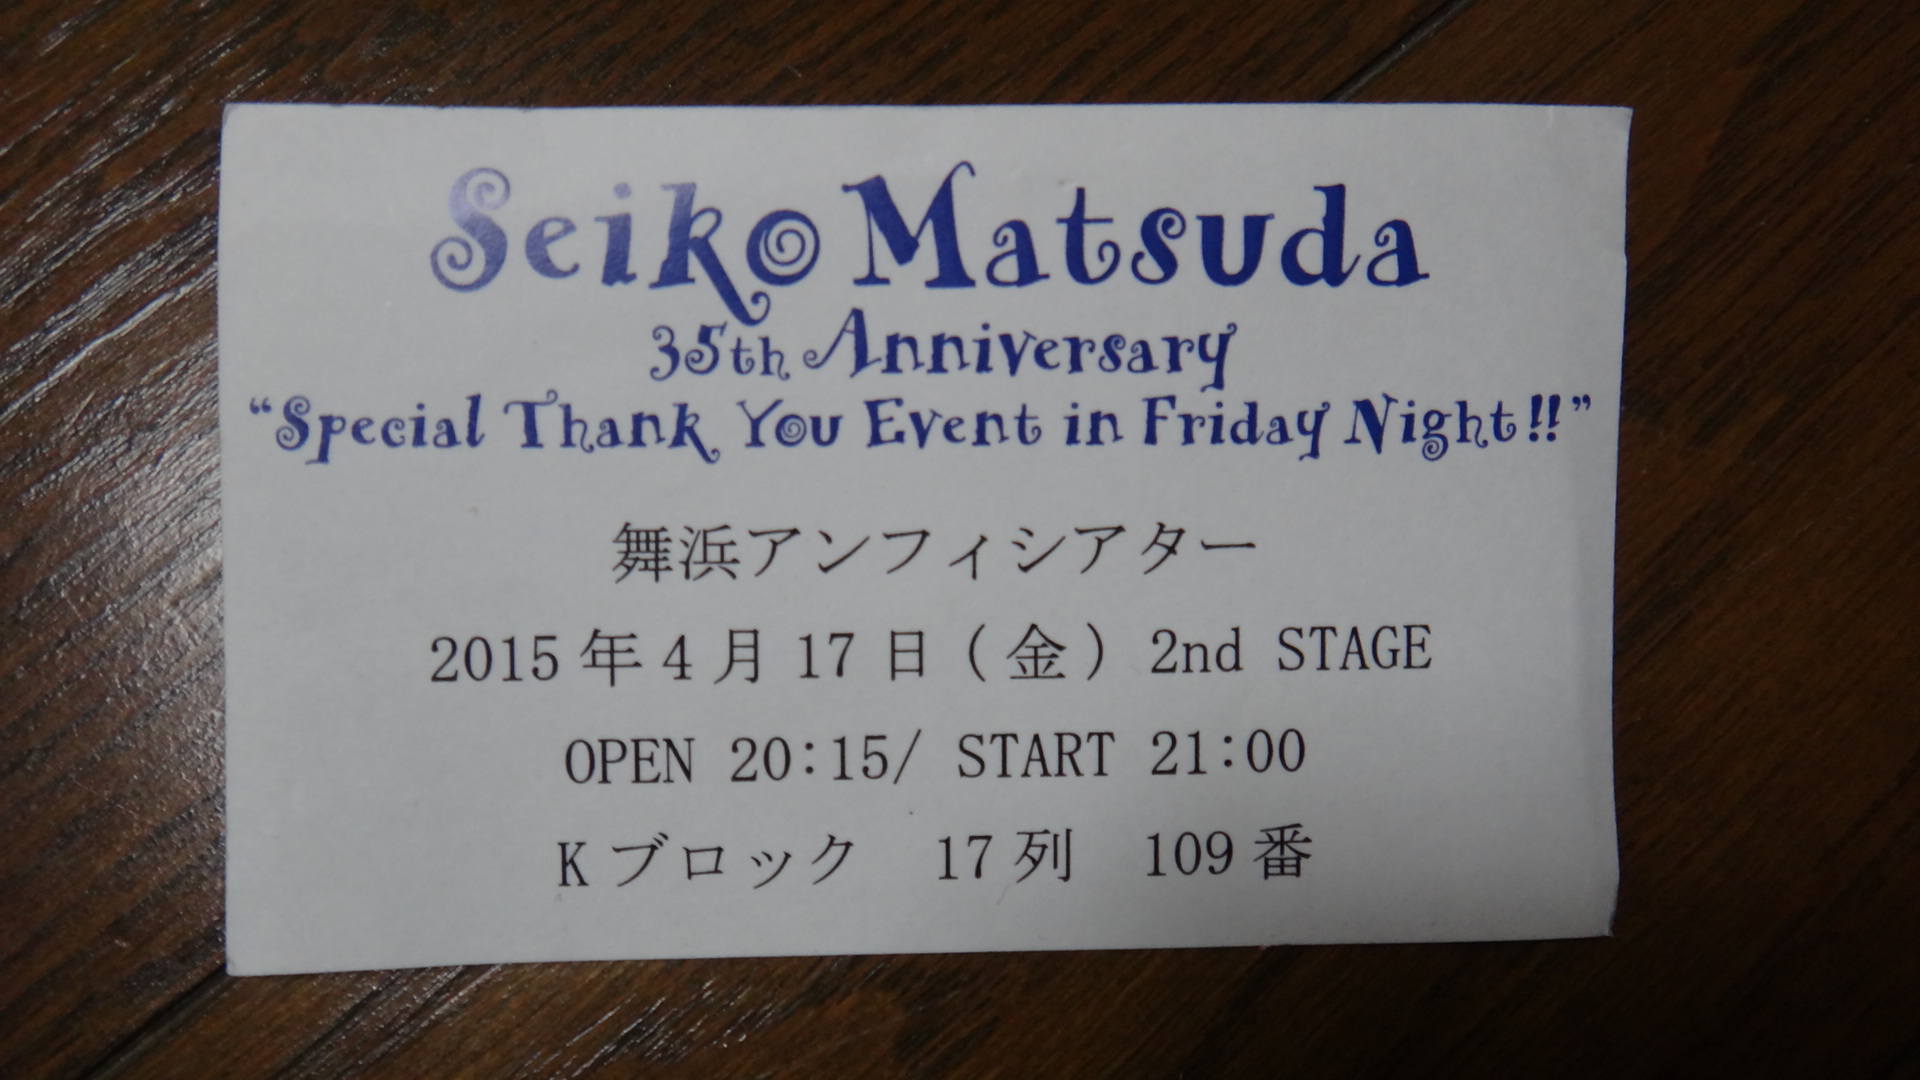 Seiko Matsuda
35th Anniversary
“Special Thank You Event in Friday Night!!”
舞浜アンフィシアター
2015年4月17日(金) 2nd STAGE
OPEN 20:15/ START 21:00
Kブロック　17列　109番